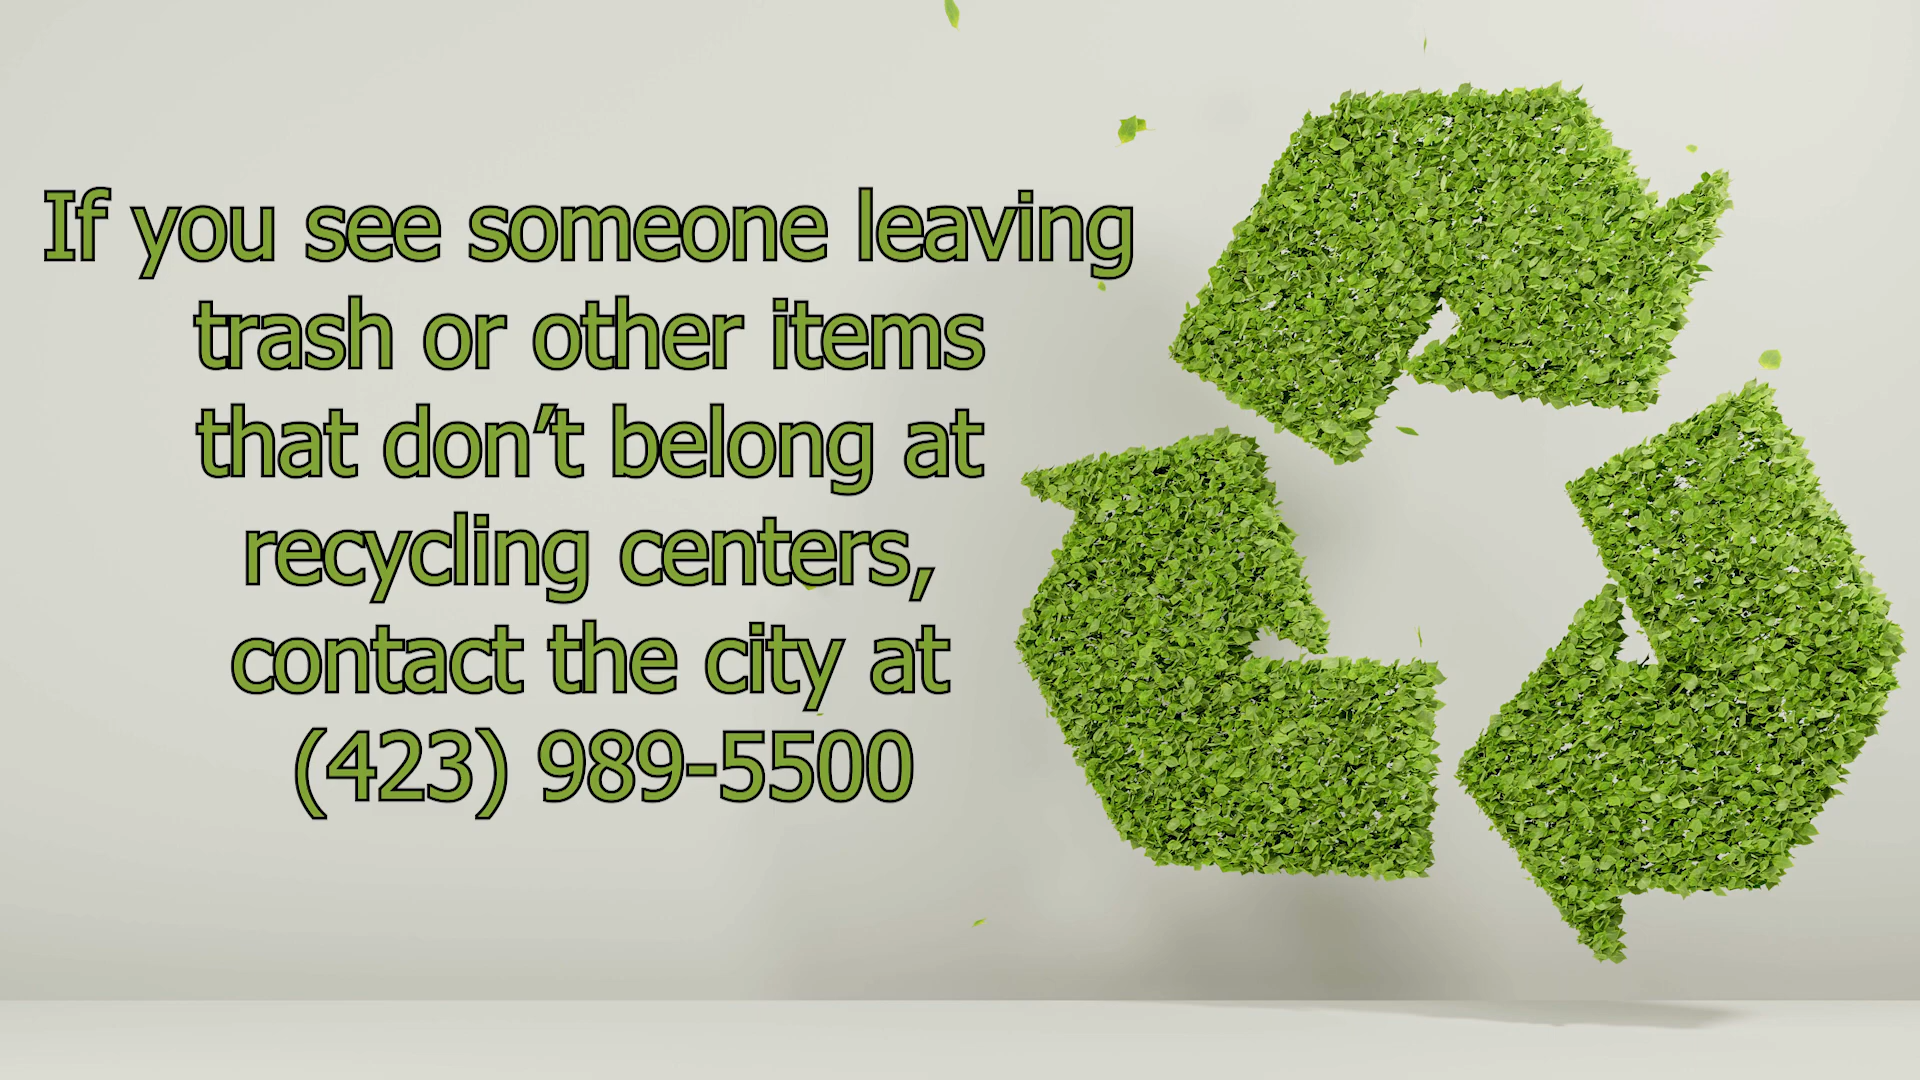 If you see someone leaving
trash or other items
that don’t belong at
recycling centers,
contact the city at
(423) 989-5500